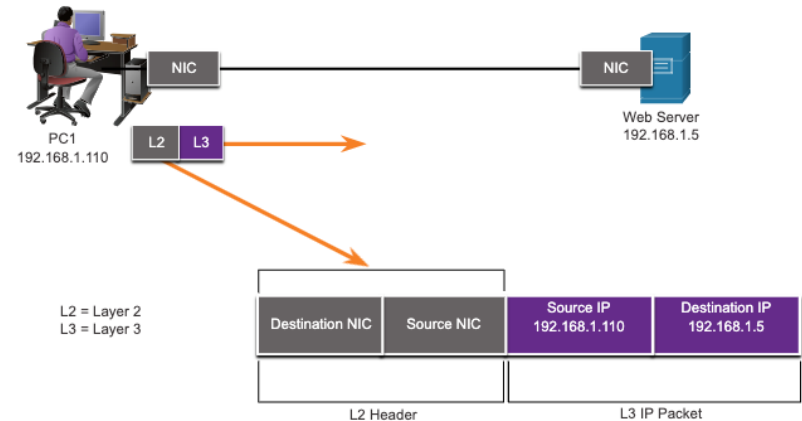 NIC
NIC
PC1
192.168.1.110
Web Server
192.168.1.5
L2 L3
L2 = Layer 2
L3 = Layer 3
Destination NIC
Source NIC
Source IP
192.168.1.110
Destination IP
192.168.1.5
L2 Header
L3 IP Packet